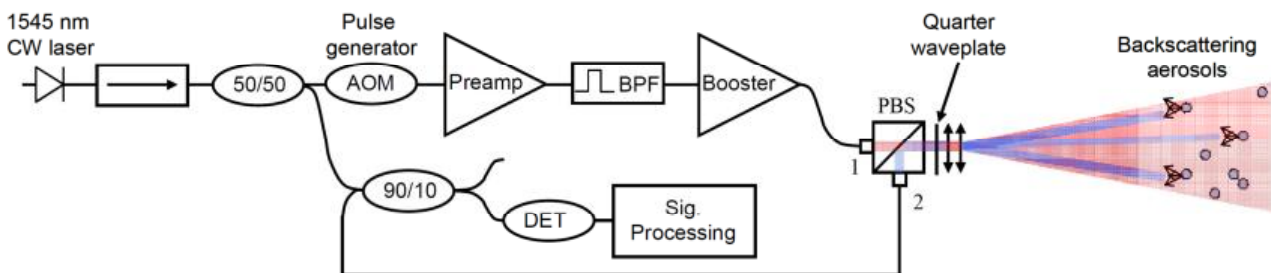 1545 nm
CW laser
Pulse
generator
Quarter
waveplate
Backscattering
aerosols
50/50
AOM
Preamp
BPF
Booster
PBS
1
2
90/10
DET
Sig.
Processing